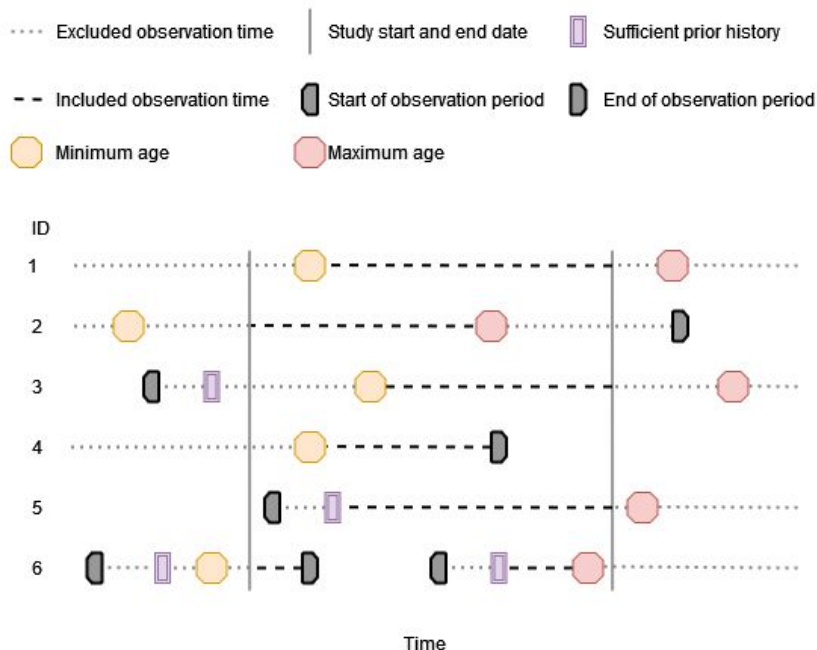 Excluded observation time
Study start and end date
Sufficient prior history
Included observation time
Start of observation period
End of observation period
Minimum age
Maximum age
ID
1
2
3
4
5
6
Time